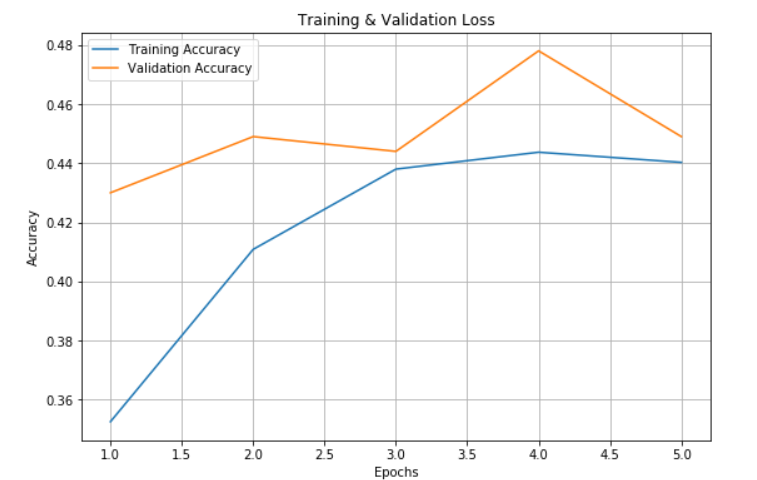 Training & Validation Loss
Training Accuracy
Validation Accuracy
0.48
0.46
0.44
0.42
0.40
0.38
0.36
Accuracy
1.0 1.5 2.0 2.5 3.0 3.5 4.0 4.5 5.0
Epochs